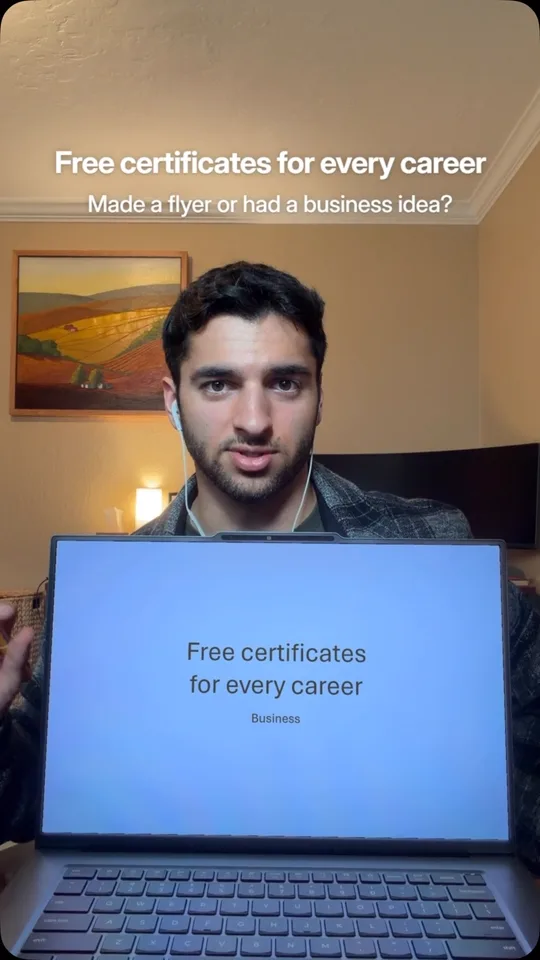 Free certificates for every career
Made a flyer or had a business idea?
Free certificates
for every career
Business